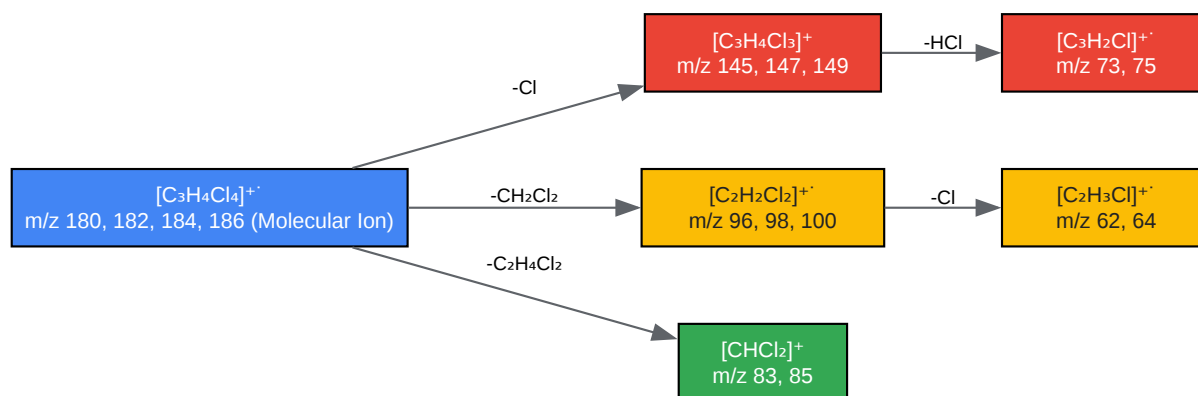 [C₃H₄Cl₃]⁺
m/z 145, 147, 149
-HCl
[C₃H₂Cl]⁺˙
m/z 73, 75
-Cl
[C₃H₄Cl₄]⁺˙
m/z 180, 182, 184, 186 (Molecular Ion)
-CH₂Cl₂
[C₂H₂Cl₂]⁺˙
m/z 96, 98, 100
-Cl
[C₂H₃Cl]⁺˙
m/z 62, 64
-C₂H₄Cl₂
[CHCl₂]⁺
m/z 83, 85